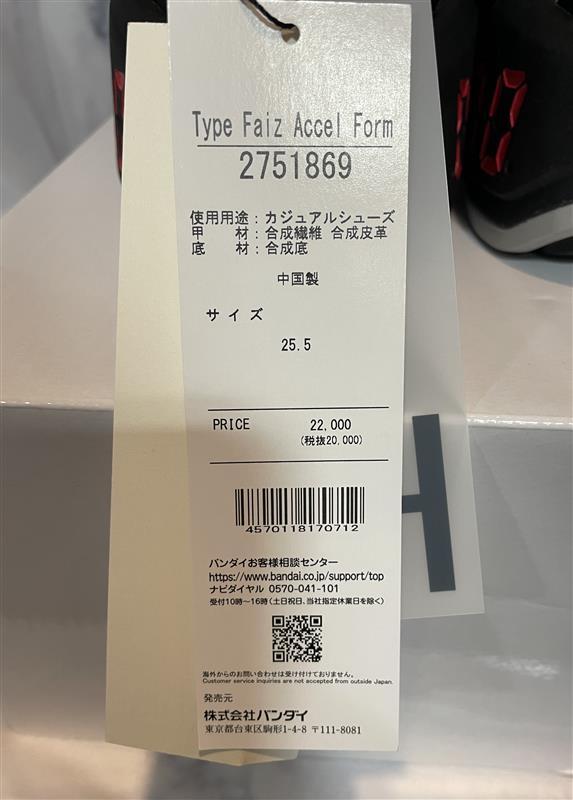 Type Faiz Accel Form
2751869
使用用途：カジュアルシューズ
甲　材：合成繊維 合成皮革
底　材：合成底
中国製
サイズ
25.5
PRICE 22,000
(税抜20,000)
4570118170712
バンダイお客様相談センター
https://www.bandai.co.jp/support/top
ナビダイヤル 0570-041-101
受付10時〜16時(土日祝日、当社指定休業日を除く)
海外からのお問い合わせは受け付けておりません。
Customer service inquiries are not accepted from outside Japan.
発売元
株式会社バンダイ
東京都台東区駒形1-4-8 〒111-8081
H